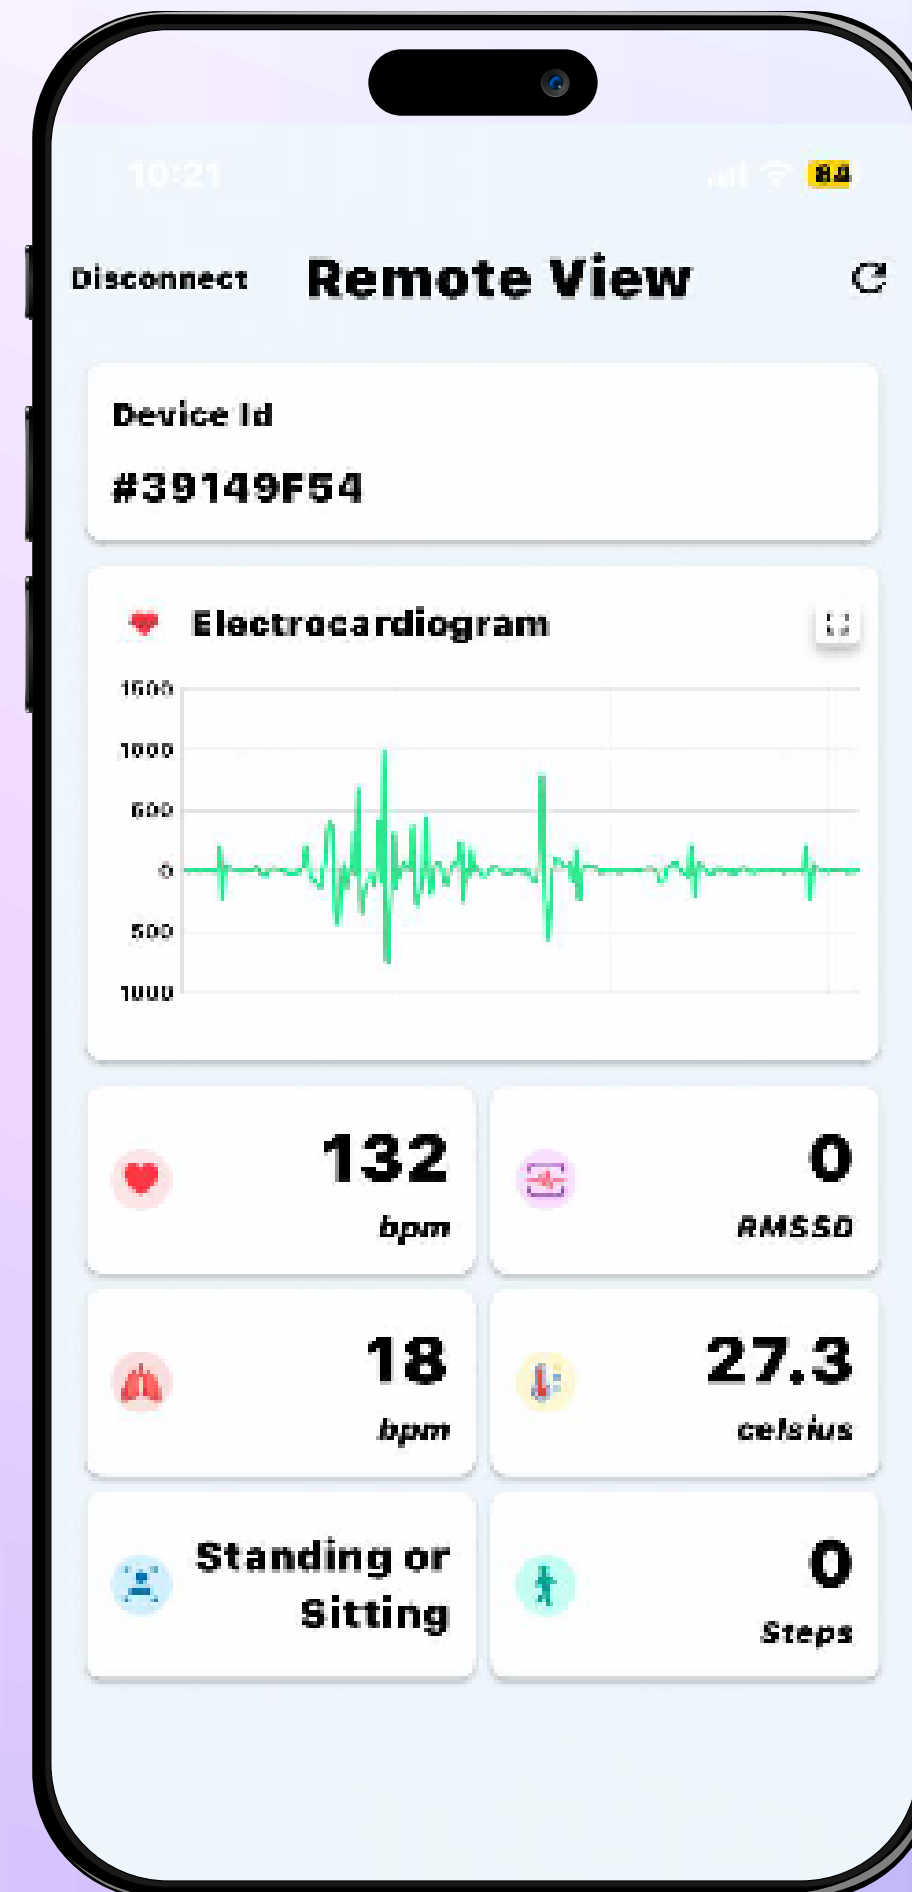 10:21
84
Disconnect
Remote View
Device Id
#39149F54
Electrocardiogram
1500
1000
500
0
500
1000
132
bpm
0
RMSSD
18
bpm
27.3
celsius
Standing or
Sitting
0
Steps